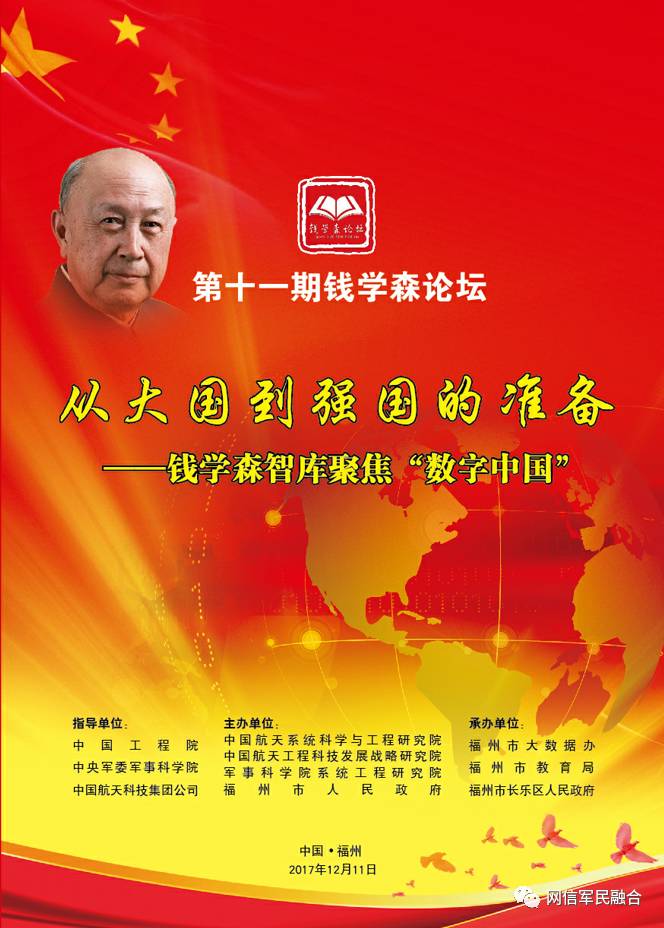 钱学森论坛
第十一期钱学森论坛
从大国到强国的准备
——钱学森智库聚焦“数字中国”
指导单位：
中国工程院
中央军委军事科学院
中国航天科技集团公司
主办单位：
中国航天系统科学与工程研究院
中国航天工程科技发展战略研究院
军事科学院系统工程研究院
福州市人民政府
承办单位：
福州市大数据办
福州市教育局
福州市长乐区人民政府
中国·福州
2017年12月11日
网信军民融合